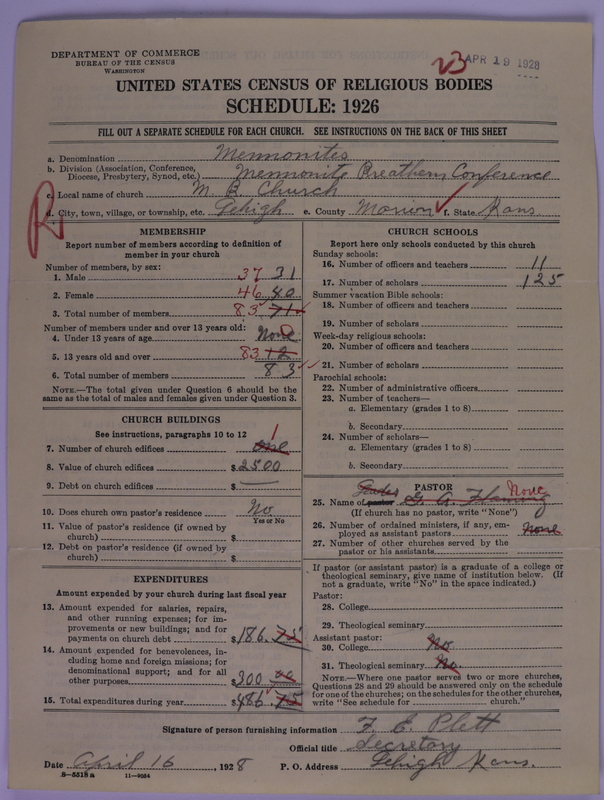 DEPARTMENT OF COMMERCE
BUREAU OF THE CENSUS
WASHINGTON
23 APR 19 1928
UNITED STATES CENSUS OF RELIGIOUS BODIES
SCHEDULE: 1926
FILL OUT A SEPARATE SCHEDULE FOR EACH CHURCH. SEE INSTRUCTIONS ON THE BACK OF THIS SHEET
a. Denomination Mennonites
b. Division (Association, Conference, Diocese, Presbytery, Synod, etc.) Mennonite Breathern Conference
c. Local name of church M. B. Church
d. City, town, village, or township, etc. Lehigh e. County Marion f. State Kans.
R
MEMBERSHIP
Report number of members according to definition of member in your church
Number of members, by sex:
1. Male 37 31
2. Female 46 40
3. Total number of members 83 71
Number of members under and over 13 years old:
4. Under 13 years of age None 0
5. 13 years old and over 83 12
6. Total number of members 83
NOTE.—The total given under Question 6 should be the same as the total of males and females given under Question 3.
CHURCH BUILDINGS
See instructions, paragraphs 10 to 12
7. Number of church edifices one 1
8. Value of church edifices $2500
9. Debt on church edifices $
10. Does church own pastor's residence? No
Yes or No
11. Value of pastor's residence (if owned by church) $
12. Debt on pastor's residence (if owned by church) $
EXPENDITURES
Amount expended by your church during last fiscal year
13. Amount expended for salaries, repairs, and other running expenses; for improvements or new buildings; and for payments on church debt $186.75
14. Amount expended for benevolences, including home and foreign missions; for denominational support; and for all other purposes $300.00
15. Total expenditures during year $486.75
CHURCH SCHOOLS
Report here only schools conducted by this church
Sunday schools:
16. Number of officers and teachers 11
17. Number of scholars 125
Summer vacation Bible schools:
18. Number of officers and teachers
19. Number of scholars
Week-day religious schools:
20. Number of officers and teachers
21. Number of scholars
Parochial schools:
22. Number of administrative officers
23. Number of teachers—
a. Elementary (grades 1 to 8)
b. Secondary
24. Number of scholars—
a. Elementary (grades 1 to 8)
b. Secondary
PASTOR
25. Name of pastor None
(If church has no pastor, write "None")
26. Number of ordained ministers, if any, employed as assistant pastors None
27. Number of other churches served by the pastor or his assistants
If pastor (or assistant pastor) is a graduate of a college or theological seminary, give name of institution below. (If not a graduate, write "No" in the space indicated.)
Pastor:
28. College
29. Theological seminary
Assistant pastor:
30. College No
31. Theological seminary No.
NOTE.—Where one pastor serves two or more churches, Questions 28 and 29 should be answered only on the schedule for one of the churches; on the schedules for the other churches, write "See schedule for ______ church."
Signature of person furnishing information F. E. Plett
Official title Secretary
Date April 16, 1928 P. O. Address Lehigh Kans.
8—5518a 11—9064